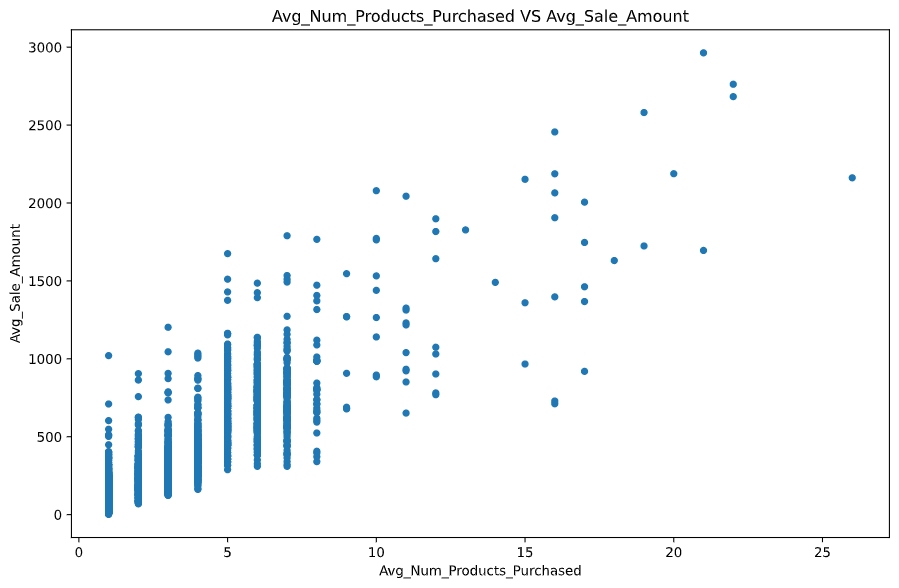 Avg_Num_Products_Purchased VS Avg_Sale_Amount
3000
2500
2000
1500
1000
500
0
Avg_Sale_Amount
0 5 10 15 20 25
Avg_Num_Products_Purchased